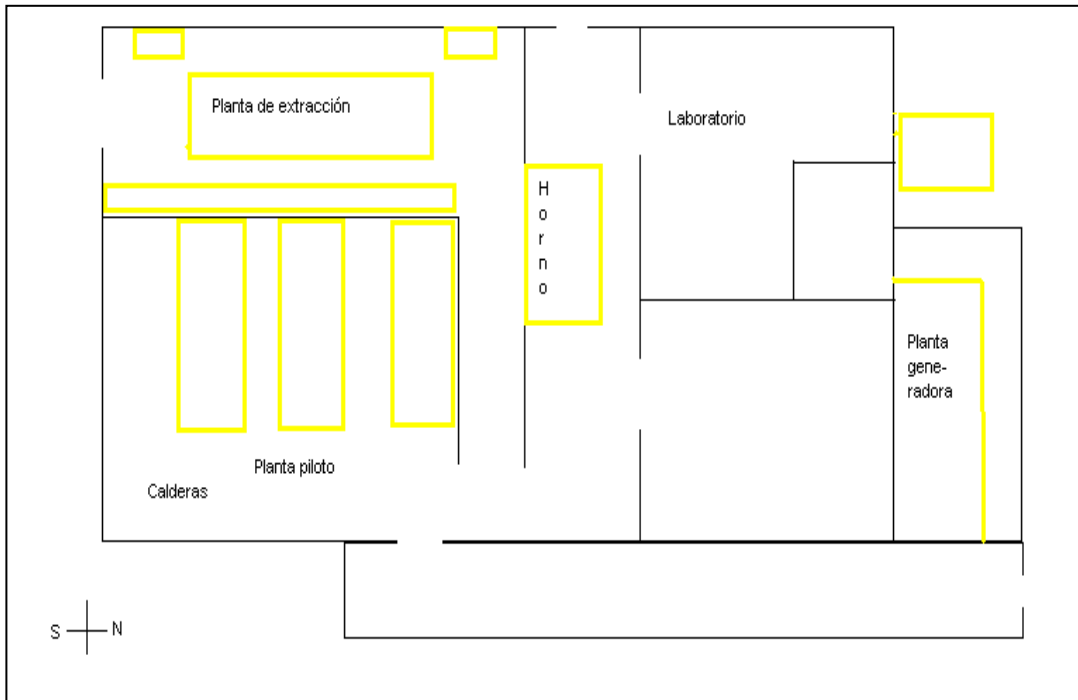 Planta de extracción
Laboratorio
H
o
r
n
o
Planta
gene-
radora
Planta piloto
Calderas
S
N